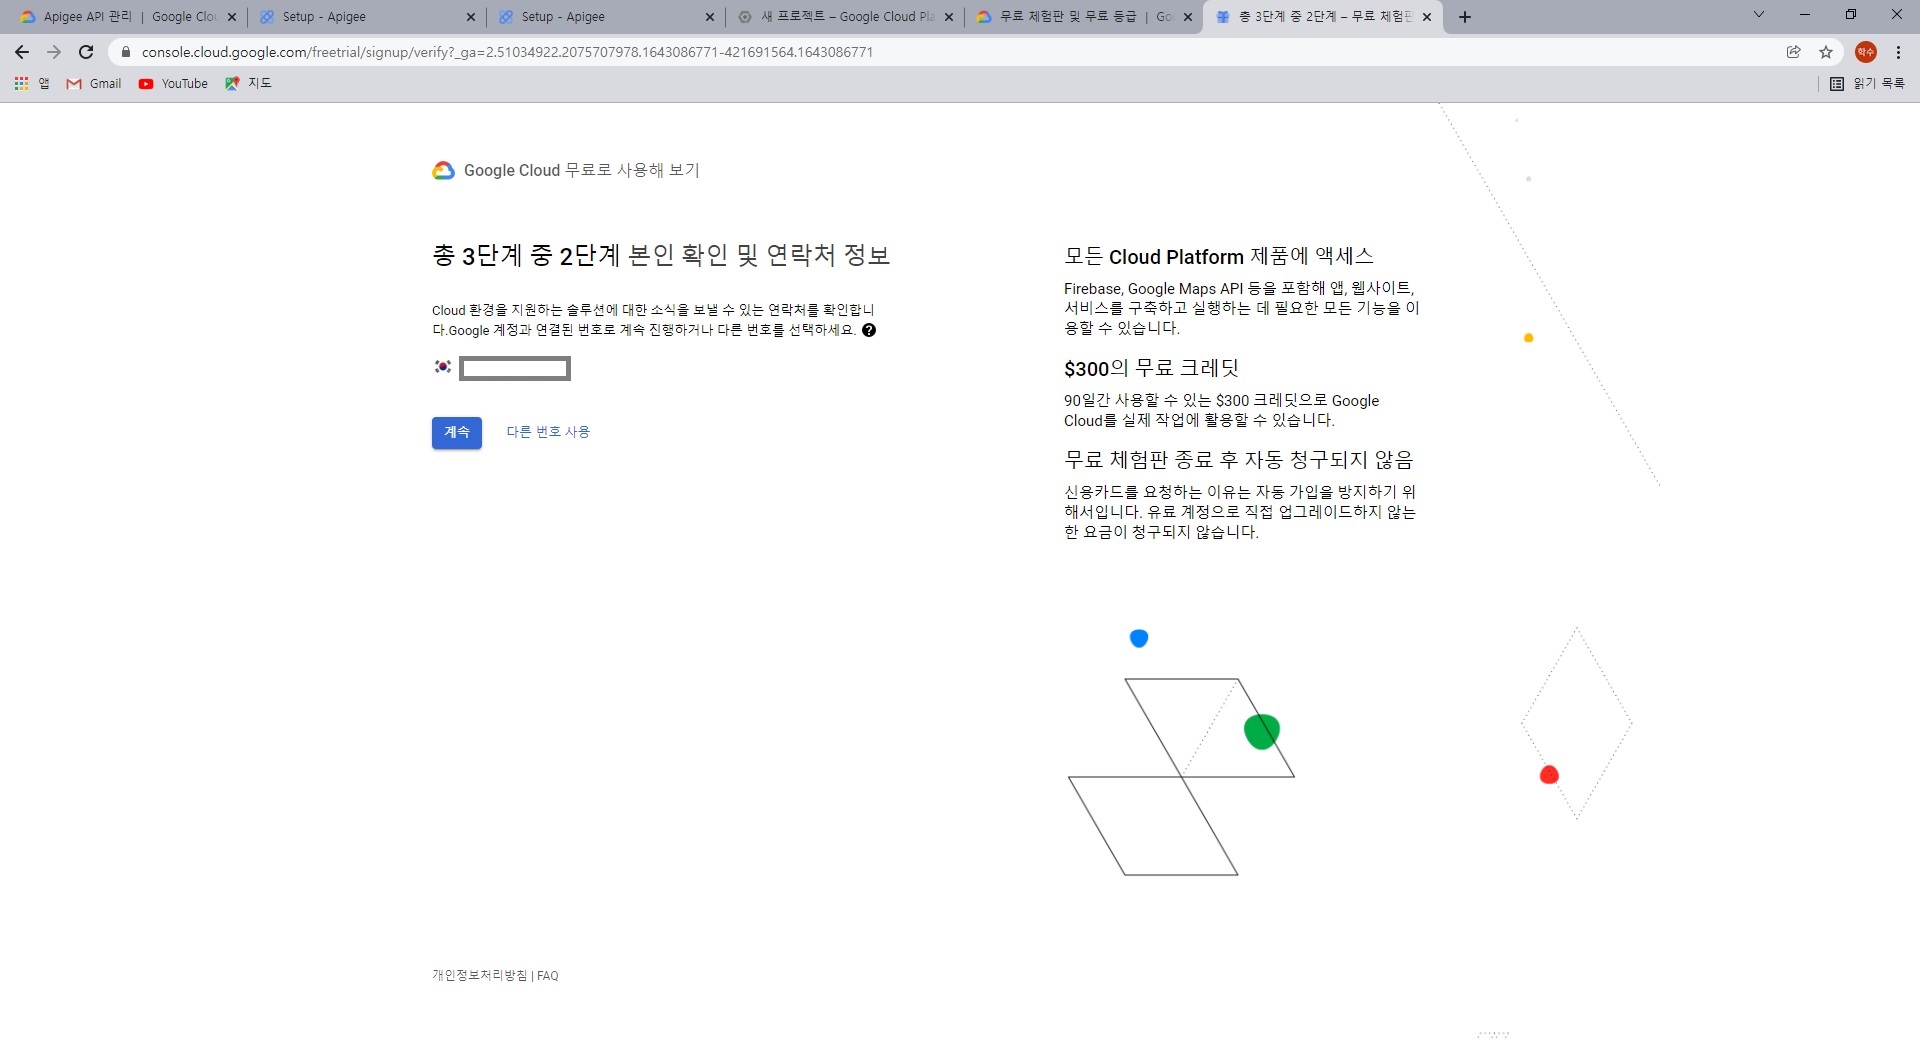 Apigee API 관리 | Google Clou
Setup - Apigee
Setup - Apigee
새 프로젝트 – Google Cloud Pla
무료 체험판 및 무료 등급 | Go
총 3단계 중 2단계 – 무료 체험판
console.cloud.google.com/freetrial/signup/verify?_ga=2.51034922.2075707978.1643086771-421691564.1643086771
학수
앱
Gmail
YouTube
지도
읽기 목록
Google Cloud 무료로 사용해 보기
총 3단계 중 2단계 본인 확인 및 연락처 정보
Cloud 환경을 지원하는 솔루션에 대한 소식을 보낼 수 있는 연락처를 확인합니
다.Google 계정과 연결된 번호로 계속 진행하거나 다른 번호를 선택하세요. ?
계속
다른 번호 사용
모든 Cloud Platform 제품에 액세스
Firebase, Google Maps API 등을 포함해 앱, 웹사이트,
서비스를 구축하고 실행하는 데 필요한 모든 기능을 이
용할 수 있습니다.
$300의 무료 크레딧
90일간 사용할 수 있는 $300 크레딧으로 Google
Cloud를 실제 작업에 활용할 수 있습니다.
무료 체험판 종료 후 자동 청구되지 않음
신용카드를 요청하는 이유는 자동 가입을 방지하기 위
해서입니다. 유료 계정으로 직접 업그레이드하지 않는
한 요금이 청구되지 않습니다.
개인정보처리방침 | FAQ